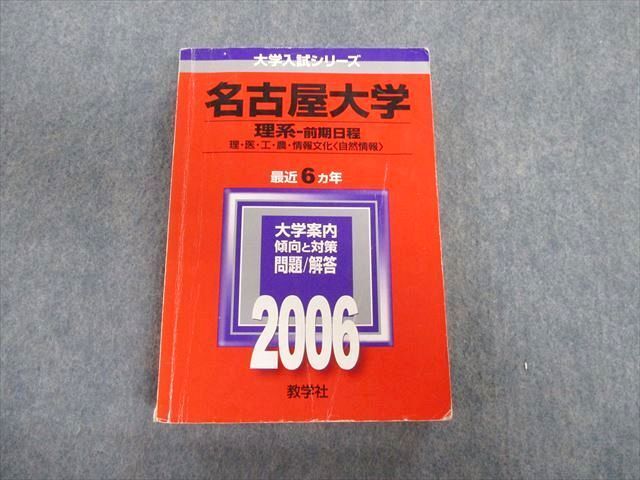 大学入試シリーズ
名古屋大学
理系-前期日程
理・医・工・農・情報文化〈自然情報〉
最近6ヵ年
大学案内
傾向と対策
問題/解答
2006
教学社